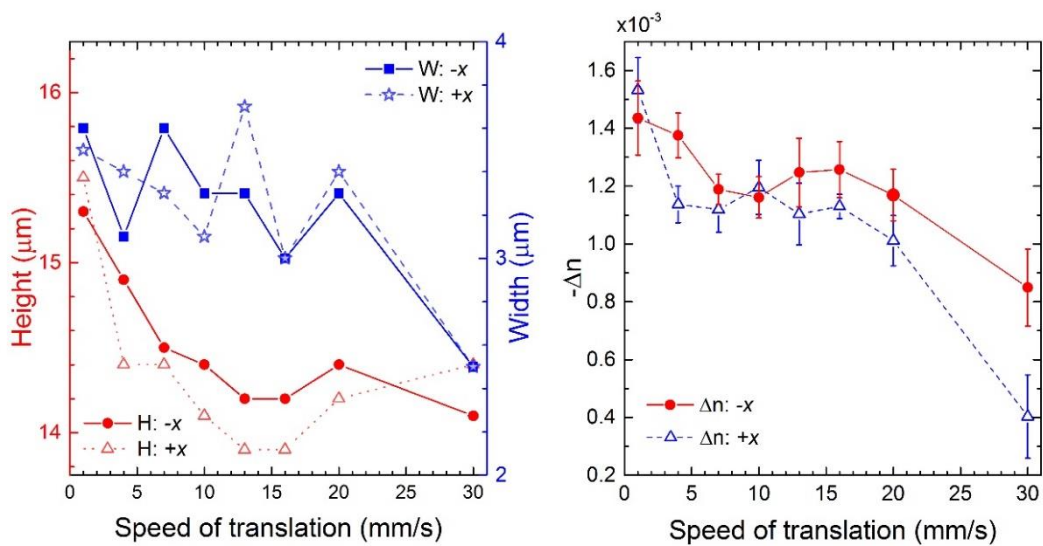 16
15
14
Height (μm)
W: -x
W: +x
H: -x
H: +x
4
3
2
Width (μm)
0 5 10 15 20 25 30
Speed of translation (mm/s)
x10⁻³
1.6
1.4
1.2
1.0
0.8
0.6
0.4
0.2
-Δn
Δn: -x
Δn: +x
0 5 10 15 20 25 30
Speed of translation (mm/s)